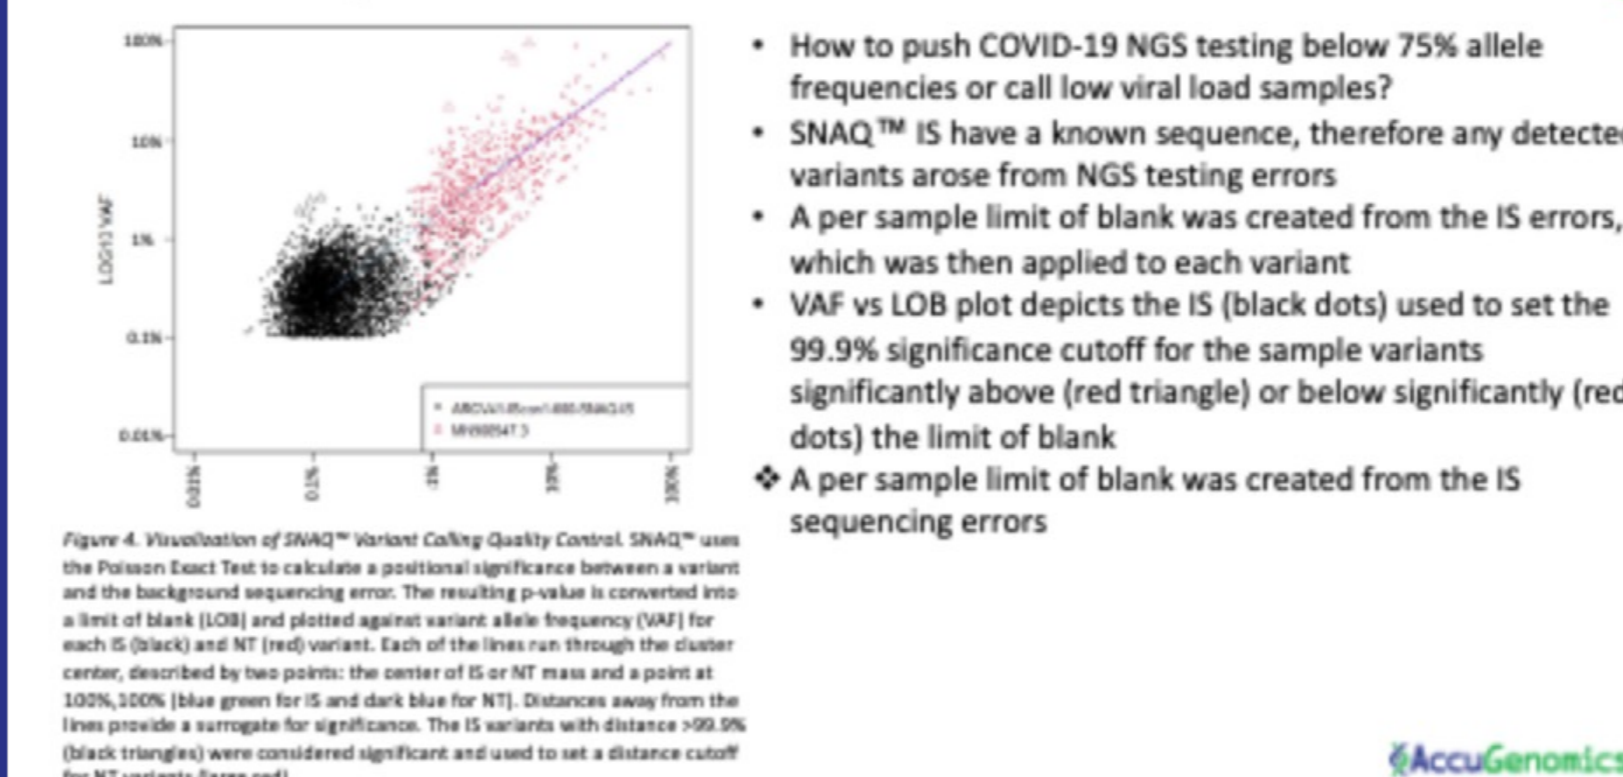 100%
10%
1%
0.1%
0.01%
LOG10 VAF
0.01%
0.1%
1%
10%
100%
Figure 4. Visualization of SNAQ™ Variant Calling Quality Control. SNAQ™ uses
the Poisson Exact Test to calculate a positional significance between a variant
and the background sequencing error. The resulting p-value is converted into
a limit of blank (LOB) and plotted against variant allele frequency (VAF) for
each IS (black) and NT (red) variant. Each of the lines run through the cluster
center, described by two points: the center of IS or NT mass and a point at
100%,100% (blue green for IS and dark blue for NT). Distances away from the
lines provide a surrogate for significance. The IS variants with distance >99.9%
(black triangles) were considered significant and used to set a distance cutoff
for NT variants (large red)
• How to push COVID-19 NGS testing below 75% allele
frequencies or call low viral load samples?
• SNAQ™ IS have a known sequence, therefore any detecte
variants arose from NGS testing errors
• A per sample limit of blank was created from the IS errors,
which was then applied to each variant
• VAF vs LOB plot depicts the IS (black dots) used to set the
99.9% significance cutoff for the sample variants
significantly above (red triangle) or below significantly (red
dots) the limit of blank
❖ A per sample limit of blank was created from the IS
sequencing errors
AccuGenomics